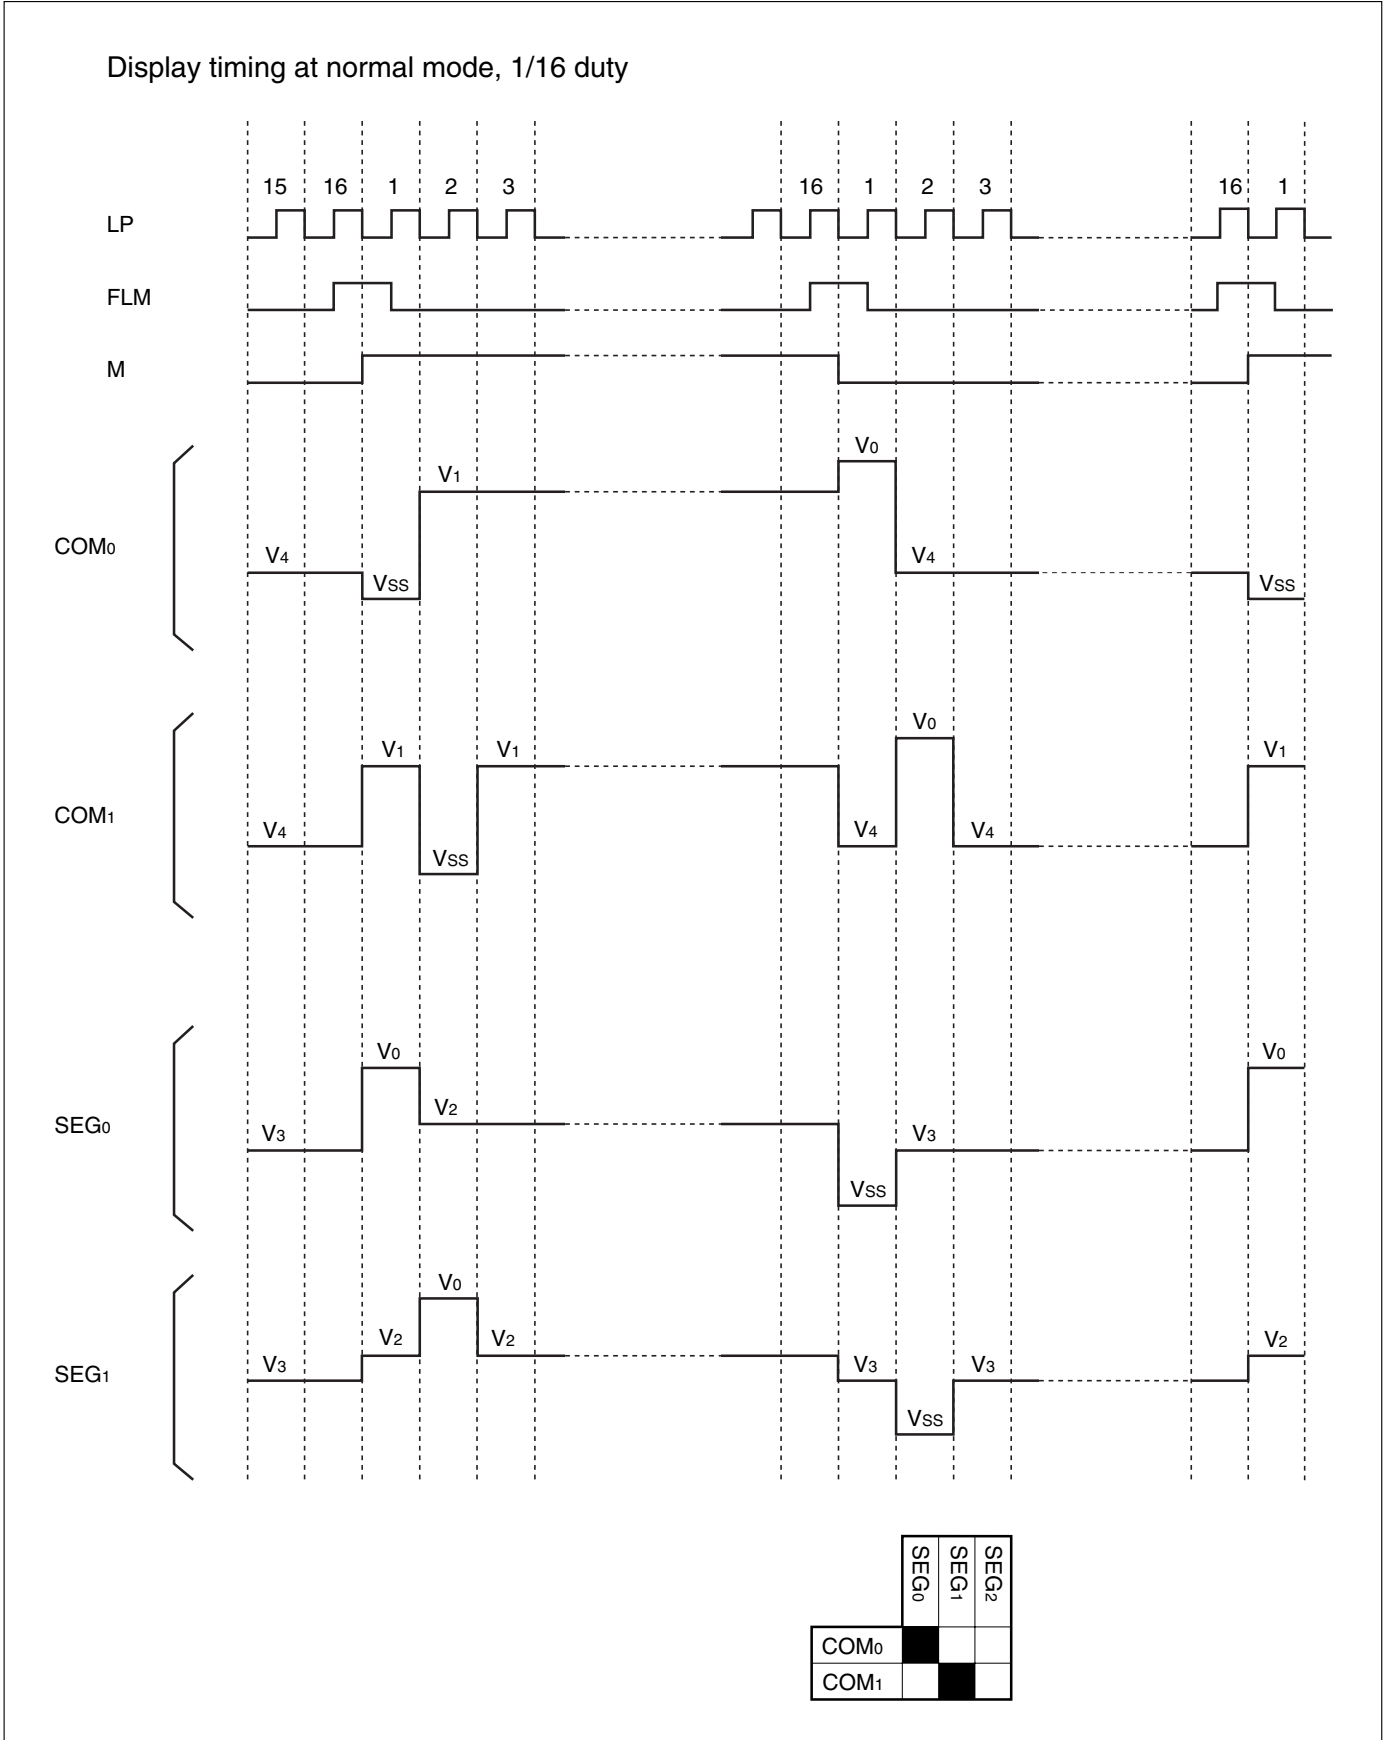 Display timing at normal mode, 1/16 duty
15 16 1 2 3 16 1 2 3 16 1
LP
FLM
M
V0
V1
COM0 V4 V4
VSS VSS
V0
V1 V1 V1
COM1 V4 V4 V4
VSS
V0 V0
V2
SEG0 V3 V3
VSS
V0
V2 V2 V2
SEG1 V3 V3 V3
VSS
SEG0 SEG1 SEG2
COM0
COM1